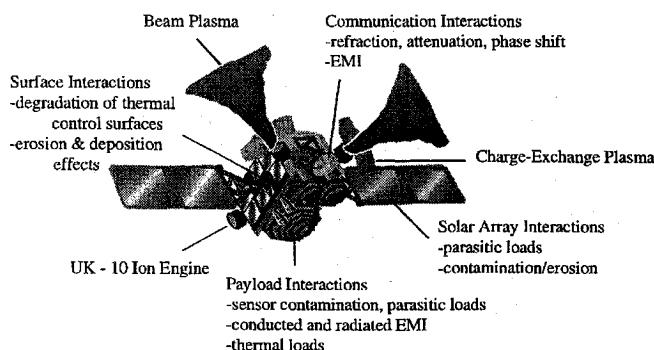 Beam Plasma
Communication Interactions
-refraction, attenuation, phase shift
-EMI
Surface Interactions
-degradation of thermal
control surfaces
-erosion & deposition
effects
Charge-Exchange Plasma
Solar Array Interactions
-parasitic loads
-contamination/erosion
UK - 10 Ion Engine
Payload Interactions
-sensor contamination, parasitic loads
-conducted and radiated EMI
-thermal loads